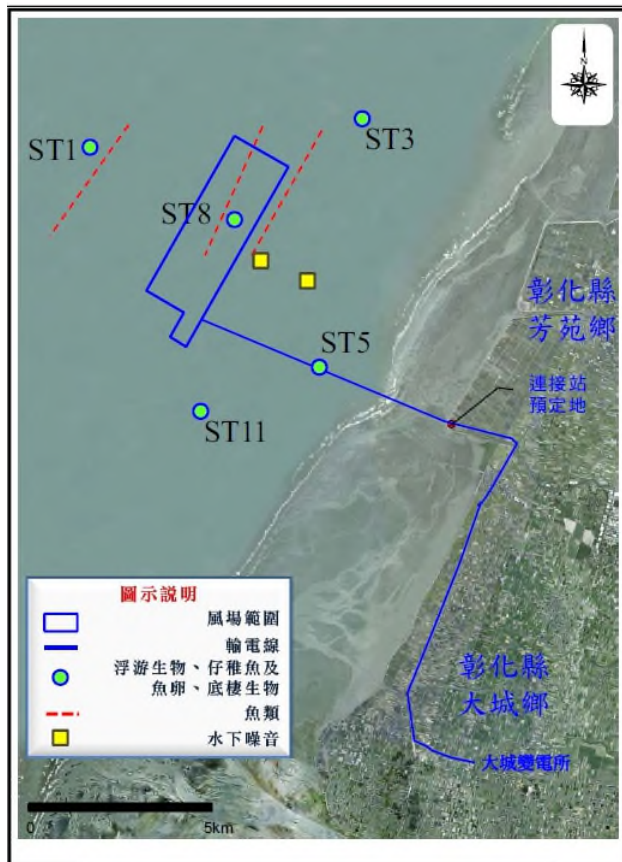 N
ST3
ST1
ST8
彰化縣
芳苑鄉
ST5
連接站
預定地
ST11
圖示說明
風場範圍
輸電線
浮游生物、仔稚魚及
魚卵、底棲生物
魚類
水下噪音
彰化縣
大城鄉
大城變電所
0
5km